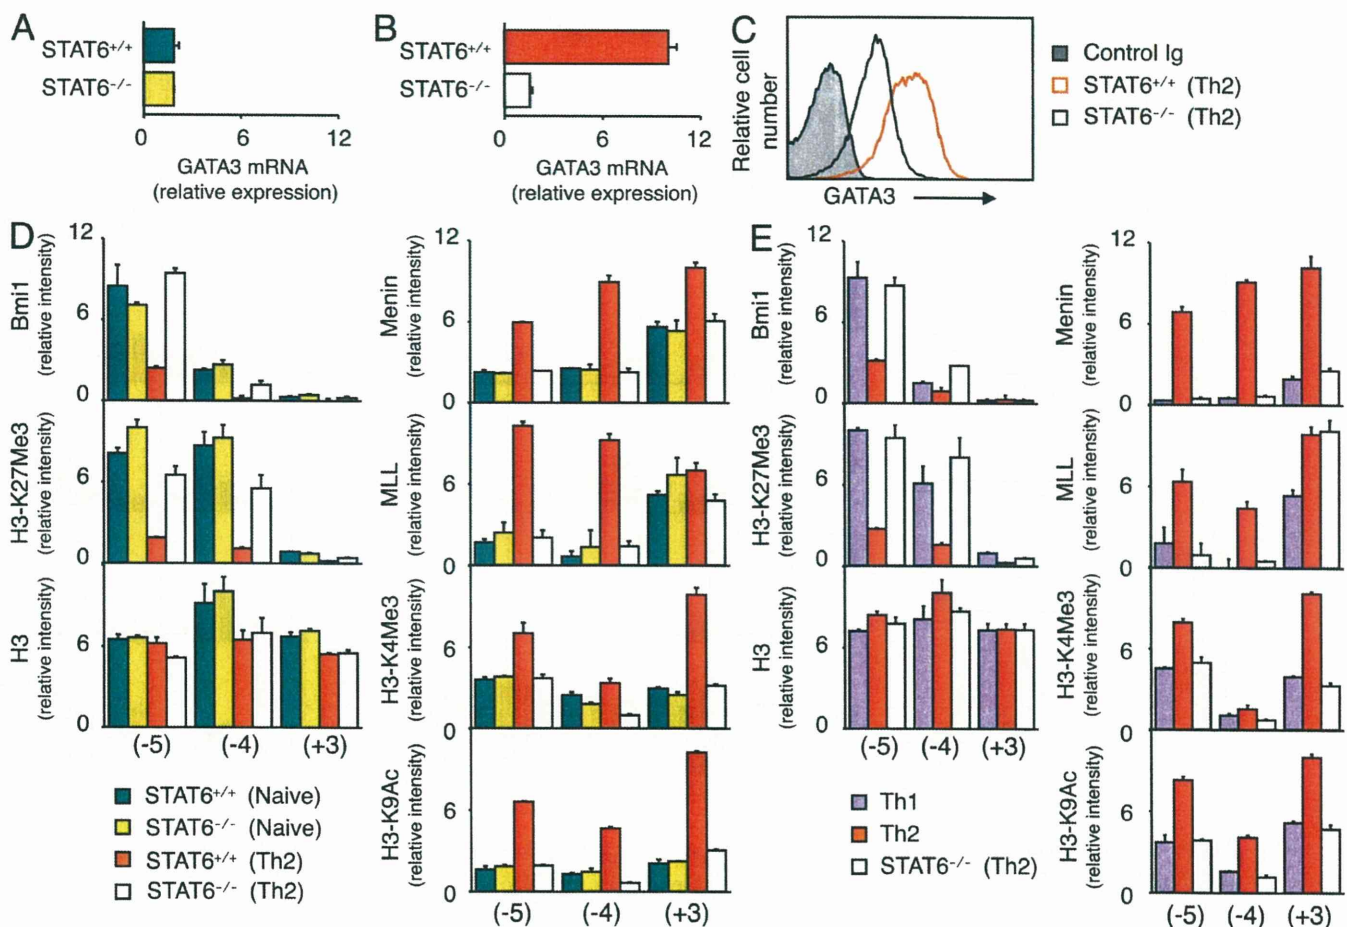 A
STAT6+/+
STAT6-/-
0 6 12
GATA3 mRNA
(relative expression)
B
STAT6+/+
STAT6-/-
0 6 12
GATA3 mRNA
(relative expression)
C
Relative cell
number
GATA3
Control Ig
STAT6+/+ (Th2)
STAT6-/- (Th2)
D
12
6
0
Bmi1
(relative intensity)
6
0
H3-K27Me3
(relative intensity)
6
0
H3
(relative intensity)
(-5) (-4) (+3)
STAT6+/+ (Naive)
STAT6-/- (Naive)
STAT6+/+ (Th2)
STAT6-/- (Th2)
12
6
0
Menin
(relative intensity)
6
0
MLL
(relative intensity)
6
0
H3-K4Me3
(relative intensity)
6
0
H3-K9Ac
(relative intensity)
(-5) (-4) (+3)
E
12
6
0
Bmi1
(relative intensity)
6
0
H3-K27Me3
(relative intensity)
6
0
H3
(relative intensity)
(-5) (-4) (+3)
Th1
Th2
STAT6-/- (Th2)
12
6
0
Menin
(relative intensity)
6
0
MLL
(relative intensity)
6
0
H3-K4Me3
(relative intensity)
6
0
H3-K9Ac
(relative intensity)
(-5) (-4) (+3)